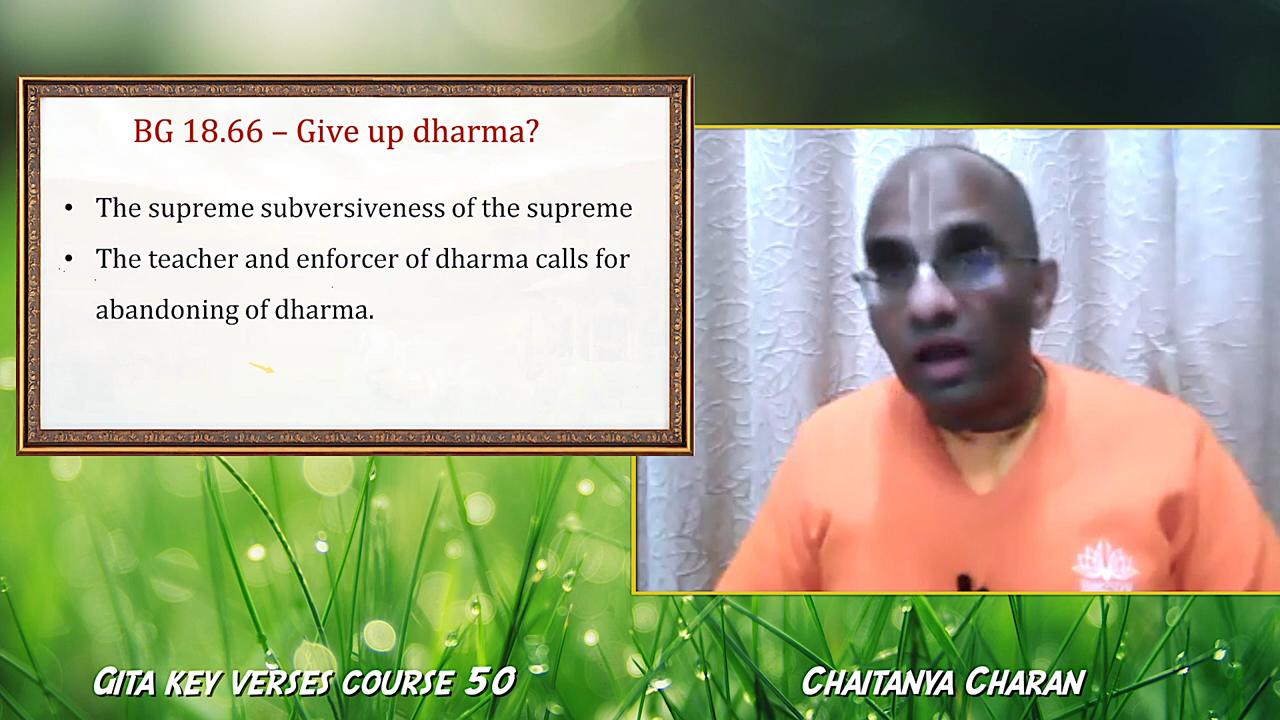 BG 18.66 – Give up dharma?
• The supreme subversiveness of the supreme
• The teacher and enforcer of dharma calls for
abandoning of dharma.
GITA KEY VERSES COURSE 50
CHAITANYA CHARAN